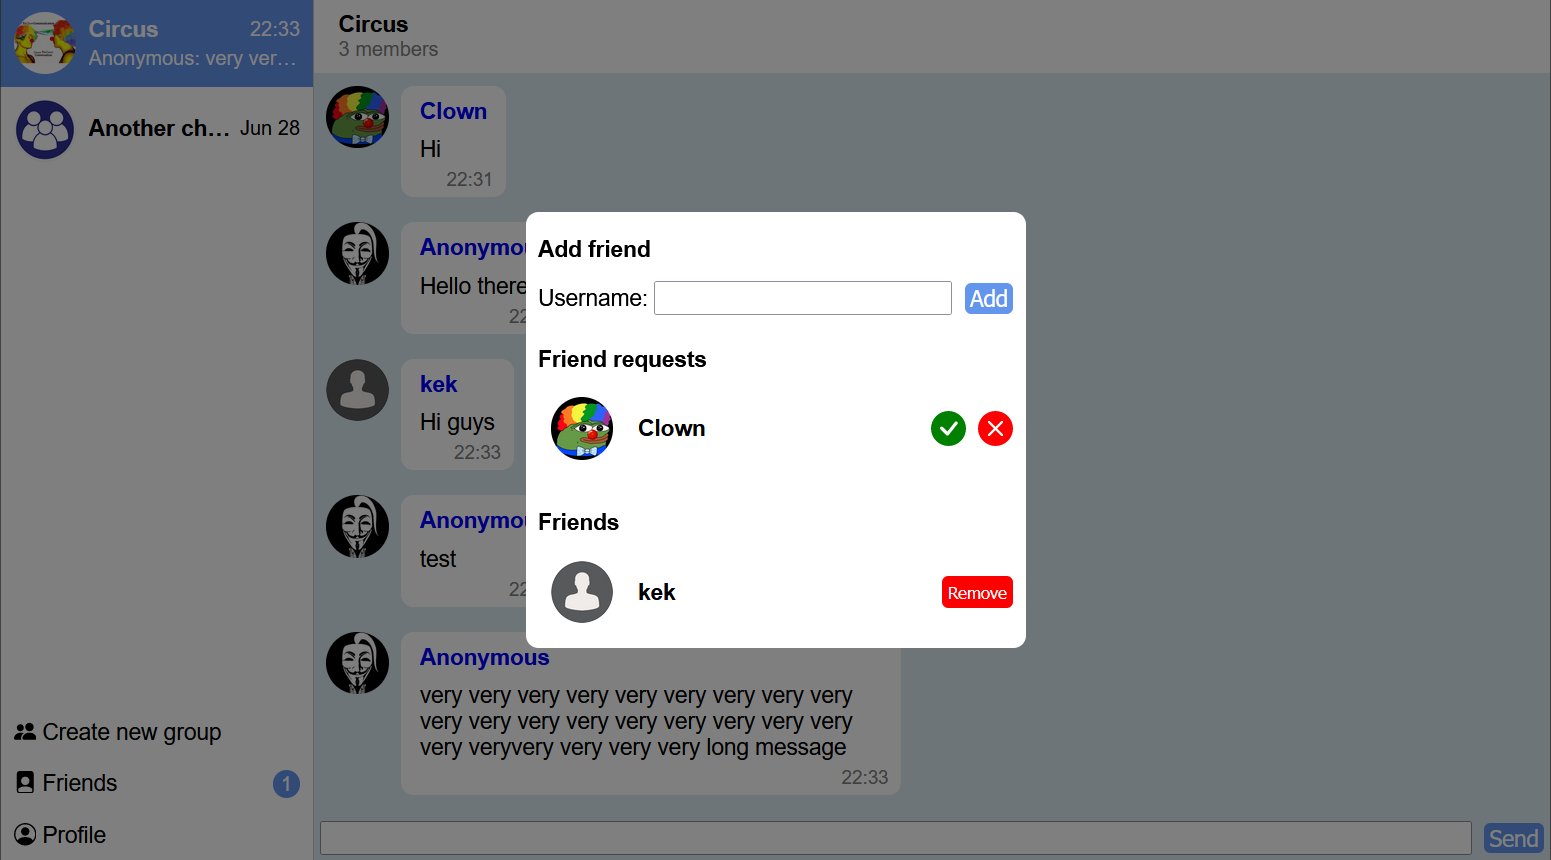 Circus 22:33
Anonymous: very ver...
Another ch... Jun 28
Create new group
Friends 1
Profile
Circus
3 members
Clown
Hi
22:31
Anonymou
Hello there
22
kek
Hi guys
22:33
Anonymou
test
22
Anonymous
very very very very very very very very very
very very very very very very very very very
very veryvery very very very long message
22:33
Send
Add friend
Username: Add
Friend requests
Clown
Friends
kek Remove